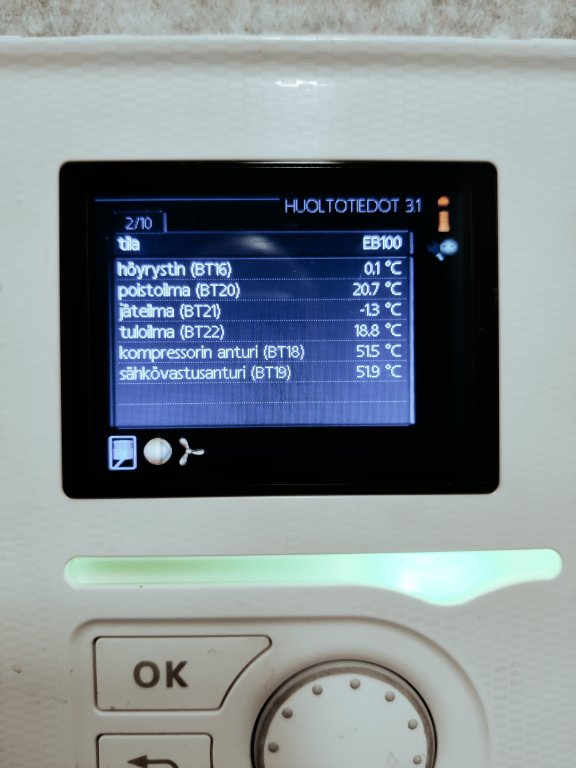 HUOLTOTIEDOT 3.1
2/10
tila EB100
höyrystin (BT16) 0.1 °C
poistoilma (BT20) 20.7 °C
jäteilma (BT21) -1.3 °C
tuloilma (BT22) 18.8 °C
kompressorin anturi (BT18) 51.5 °C
sähkövastusanturi (BT19) 51.9 °C
OK